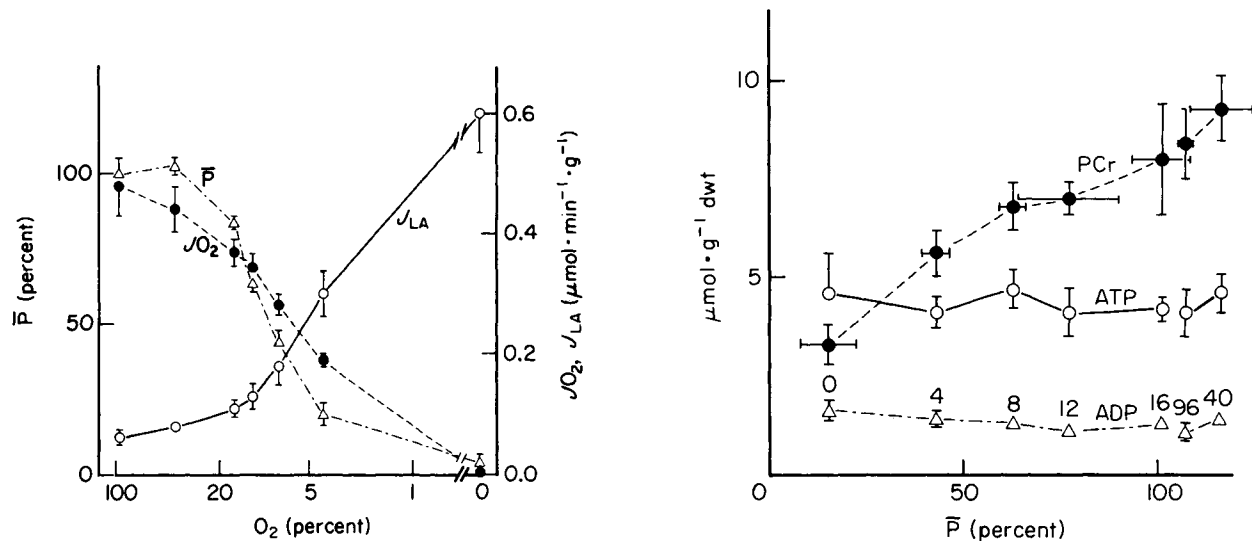 P̅ (percent)
100
50
0
P̅
JO₂
J_LA
0.6
0.4
0.2
0.0
JO₂, J_LA (µmol·min⁻¹·g⁻¹)
100 20 5 1 0
O₂ (percent)
µmol·g⁻¹ dwt
10
5
PCr
ATP
0 4 8 12 ADP 16 96 40
0 50 100
P̅ (percent)